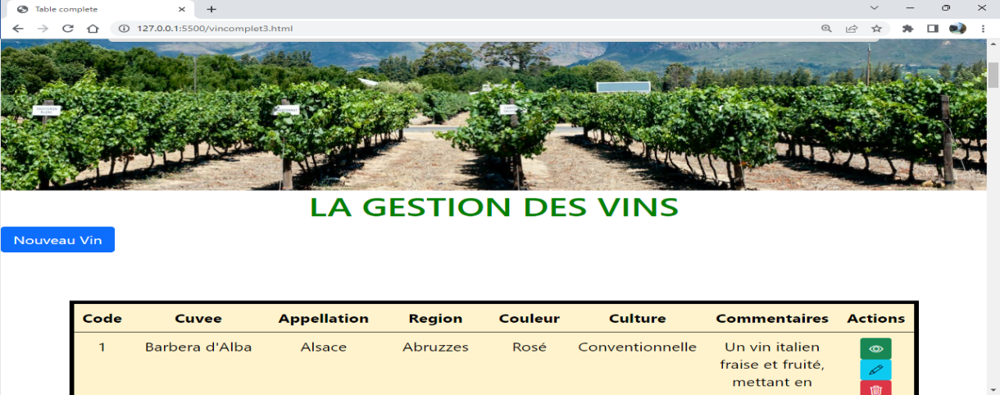 Table complete
127.0.0.1:5500/vincomplet3.html
SAUVIGNON
BLANC
LA GESTION DES VINS
Nouveau Vin
Code Cuvee Appellation Region Couleur Culture Commentaires Actions
1 Barbera d'Alba Alsace Abruzzes Rosé Conventionnelle Un vin italien
fraise et fruité,
mettant en